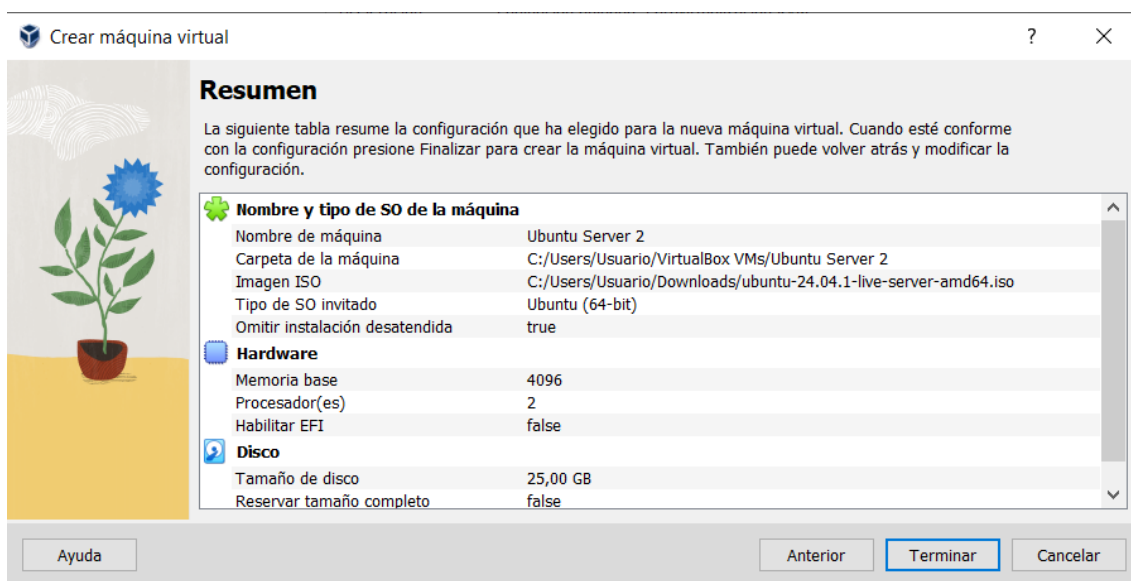 Crear máquina virtual
?
Resumen
La siguiente tabla resume la configuración que ha elegido para la nueva máquina virtual. Cuando esté conforme
con la configuración presione Finalizar para crear la máquina virtual. También puede volver atrás y modificar la
configuración.
Nombre y tipo de SO de la máquina
Nombre de máquina Ubuntu Server 2
Carpeta de la máquina C:/Users/Usuario/VirtualBox VMs/Ubuntu Server 2
Imagen ISO C:/Users/Usuario/Downloads/ubuntu-24.04.1-live-server-amd64.iso
Tipo de SO invitado Ubuntu (64-bit)
Omitir instalación desatendida true
Hardware
Memoria base 4096
Procesador(es) 2
Habilitar EFI false
Disco
Tamaño de disco 25,00 GB
Reservar tamaño completo false
Ayuda Anterior Terminar Cancelar